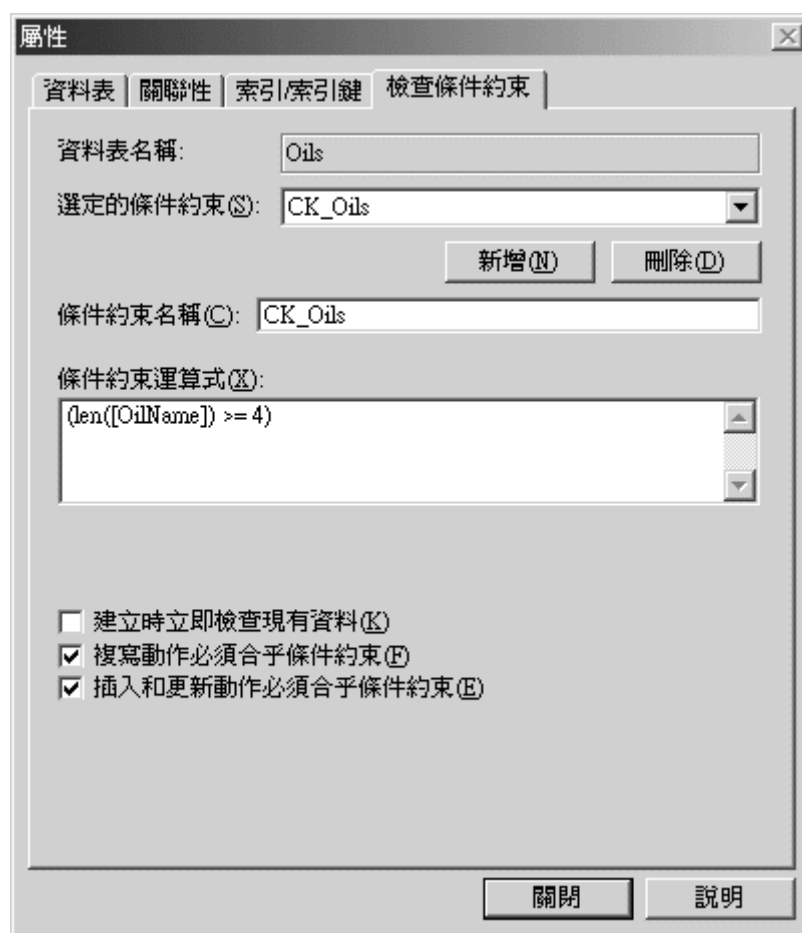 屬性
資料表 關聯性 索引/索引鍵 檢查條件約束
資料表名稱: Oils
選定的條件約束(S): CK_Oils
新增(N) 刪除(D)
條件約束名稱(C): CK_Oils
條件約束運算式(X):
(len([OilName]) >= 4)
建立時立即檢查現有資料(K)
複寫動作必須合乎條件約束(F)
插入和更新動作必須合乎條件約束(E)
關閉 說明